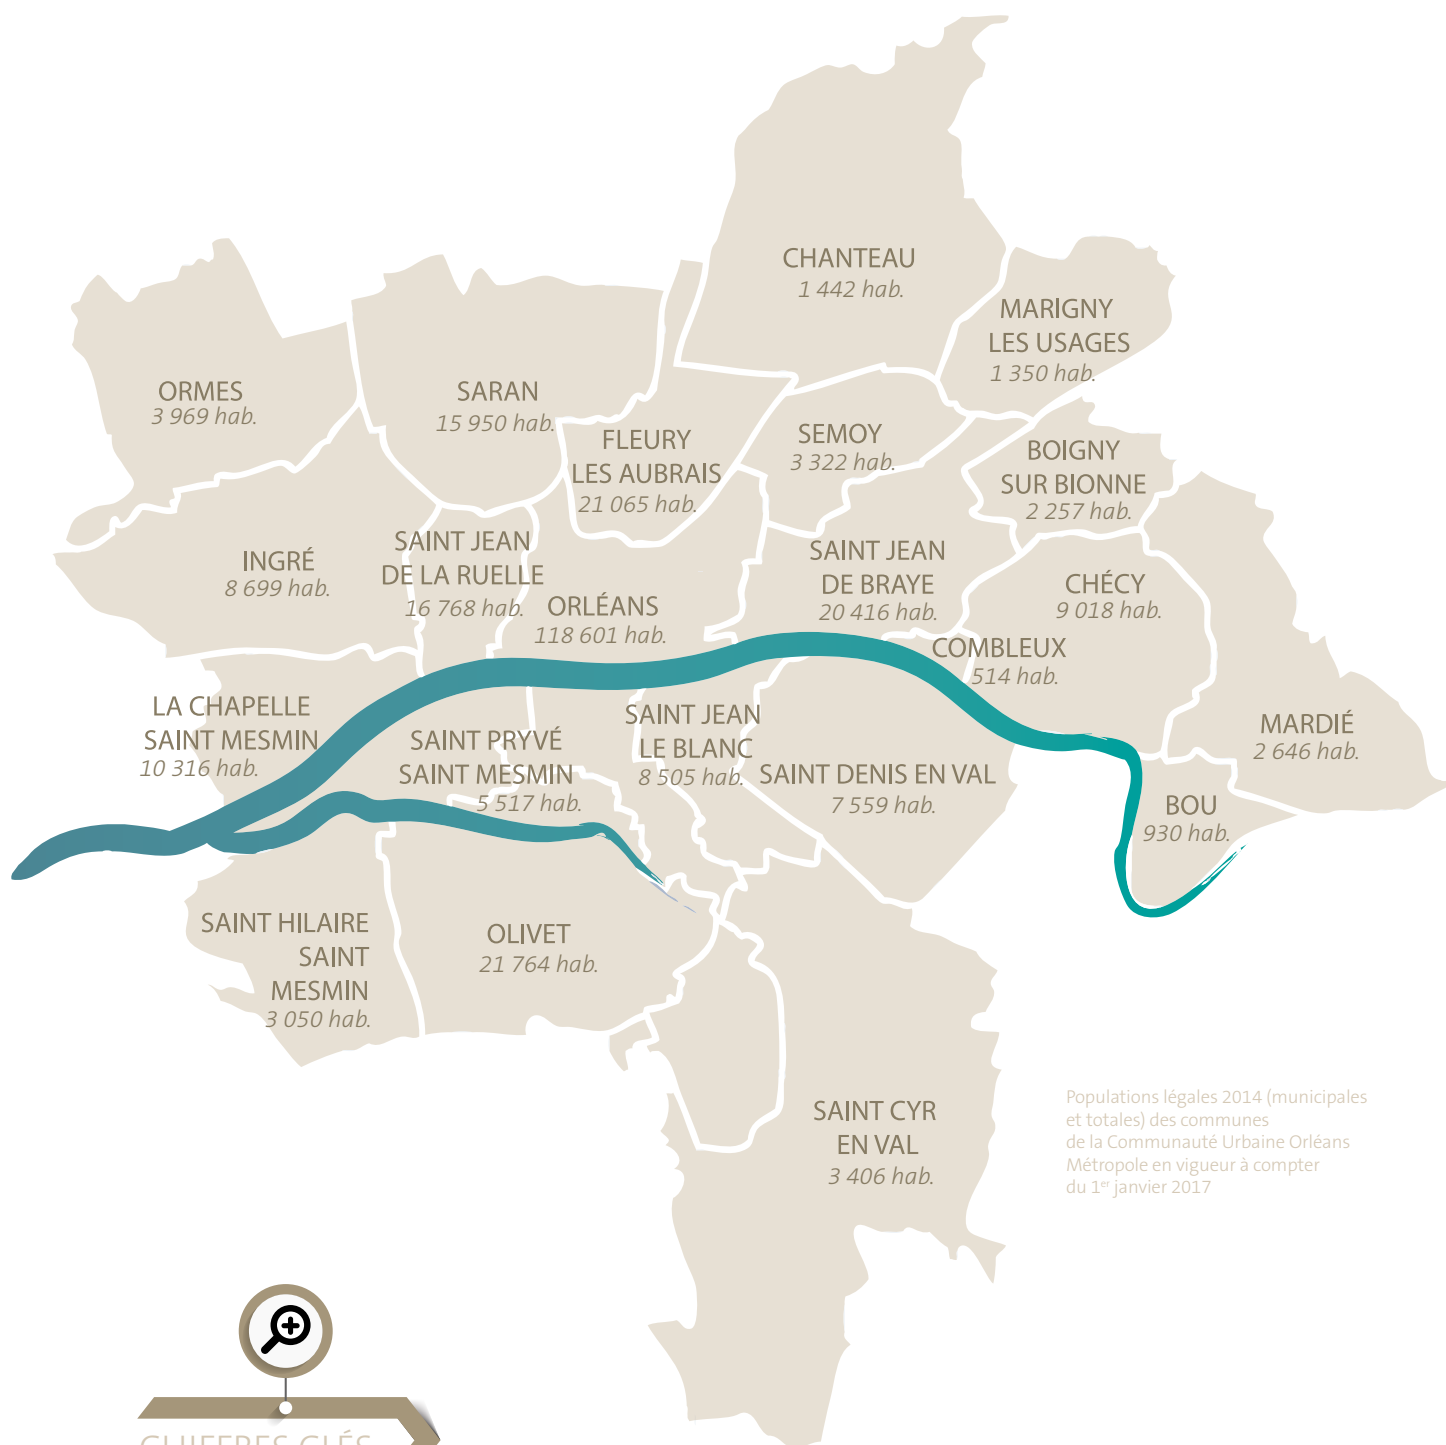 CHANTEAU
1 442 hab.
MARIGNY
LES USAGES
1 350 hab.
ORMES
3 969 hab.
SARAN
15 950 hab.
FLEURY
LES AUBRAIS
21 065 hab.
SEMOY
3 322 hab.
BOIGNY
SUR BIONNE
2 257 hab.
INGRÉ
8 699 hab.
SAINT JEAN
DE LA RUELLE
16 768 hab.
ORLÉANS
118 601 hab.
SAINT JEAN
DE BRAYE
20 416 hab.
CHÉCY
9 018 hab.
COMBLEUX
514 hab.
LA CHAPELLE
SAINT MESMIN
10 316 hab.
SAINT PRYVÉ
SAINT MESMIN
5 517 hab.
SAINT JEAN
LE BLANC
8 505 hab.
SAINT DENIS EN VAL
7 559 hab.
MARDIÉ
2 646 hab.
BOU
930 hab.
SAINT HILAIRE
SAINT
MESMIN
3 050 hab.
OLIVET
21 764 hab.
SAINT CYR
EN VAL
3 406 hab.
Populations légales 2014 (municipales
et totales) des communes
de la Communauté Urbaine Orléans
Métropole en vigueur à compter
du 1er janvier 2017
CHIFFRES CLÉS